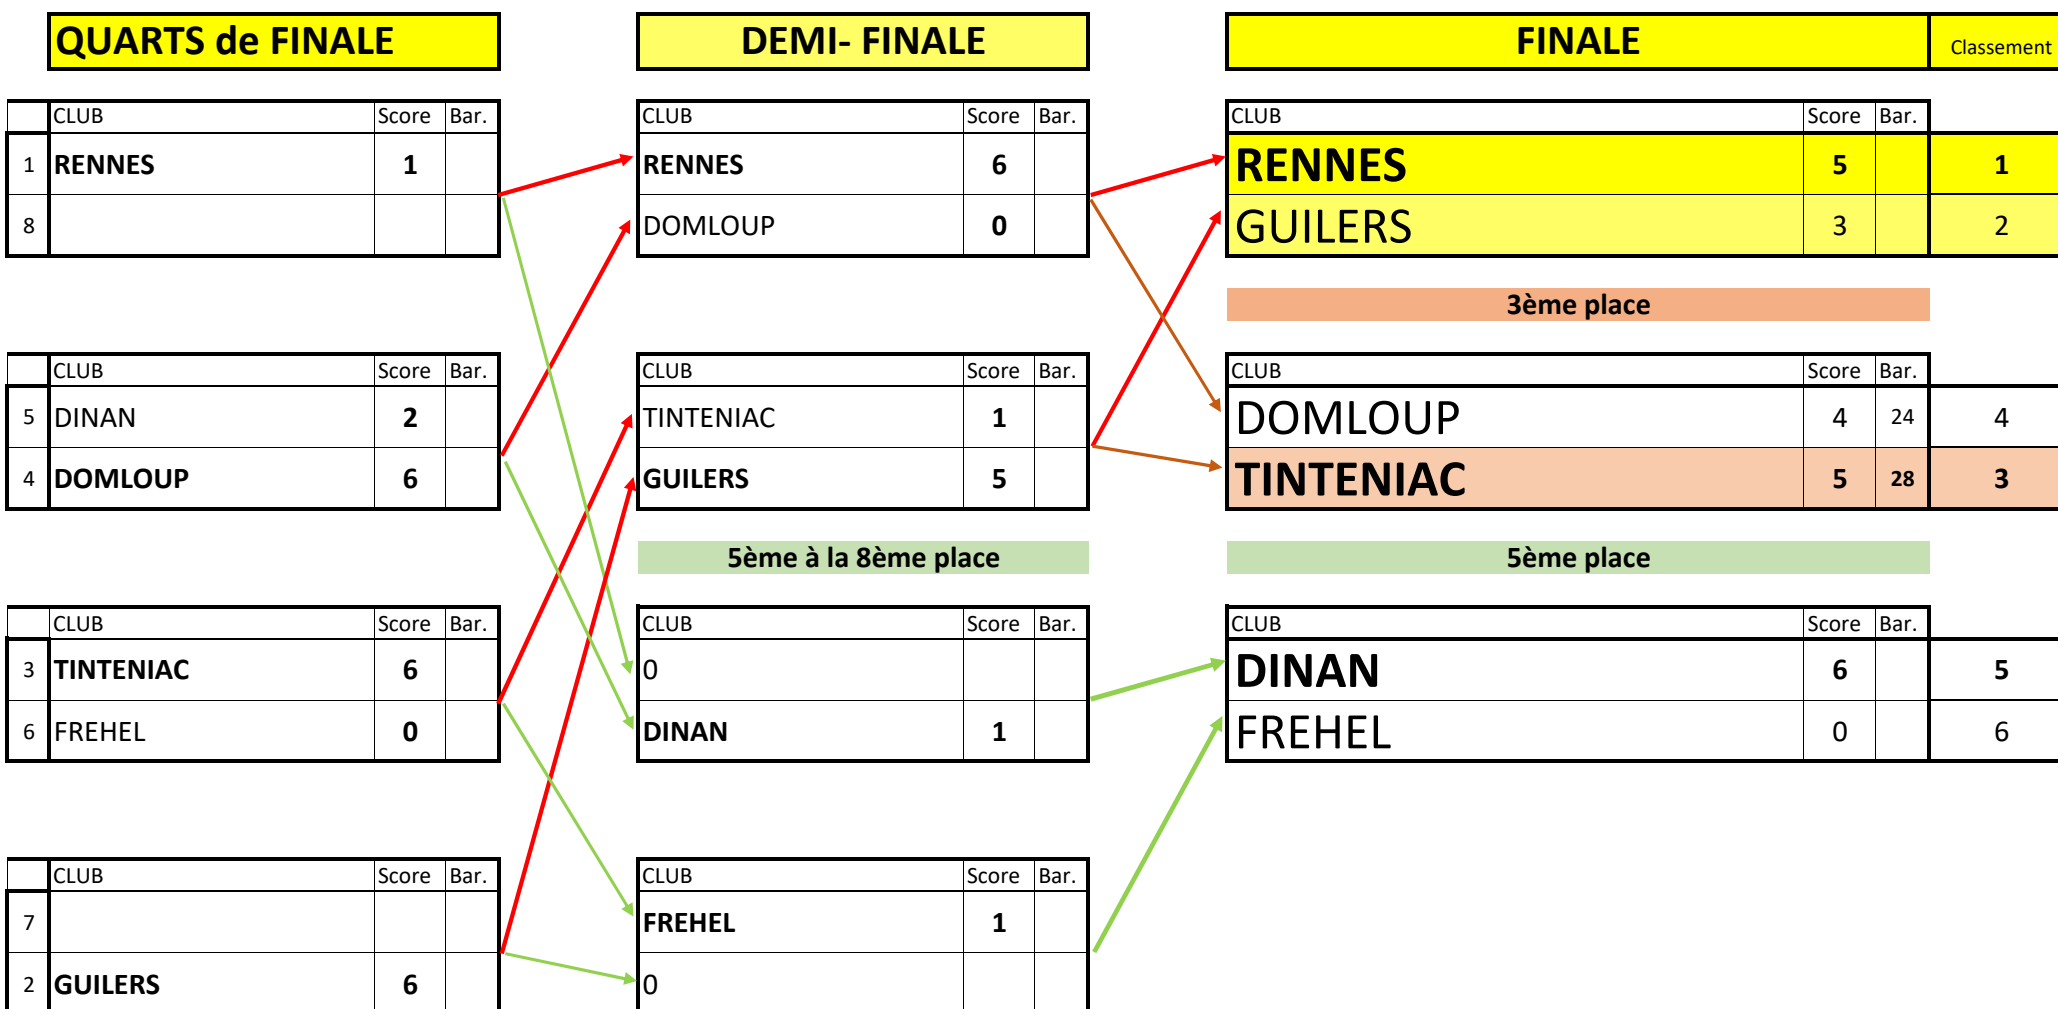 QUARTS de FINALE DEMI- FINALE FINALE Classement
CLUB Score Bar. CLUB Score Bar. CLUB Score Bar.
1 RENNES 1 RENNES 6 RENNES 5 1
8 DOMLOUP 0 GUILERS 3 2
3ème place
CLUB Score Bar. CLUB Score Bar. CLUB Score Bar.
5 DINAN 2 TINTENIAC 1 DOMLOUP 4 24 4
4 DOMLOUP 6 GUILERS 5 TINTENIAC 5 28 3
5ème à la 8ème place 5ème place
CLUB Score Bar. CLUB Score Bar. CLUB Score Bar.
3 TINTENIAC 6 0 DINAN 6 5
6 FREHEL 0 DINAN 1 FREHEL 0 6
CLUB Score Bar. CLUB Score Bar.
7 FREHEL 1
2 GUILERS 6 0